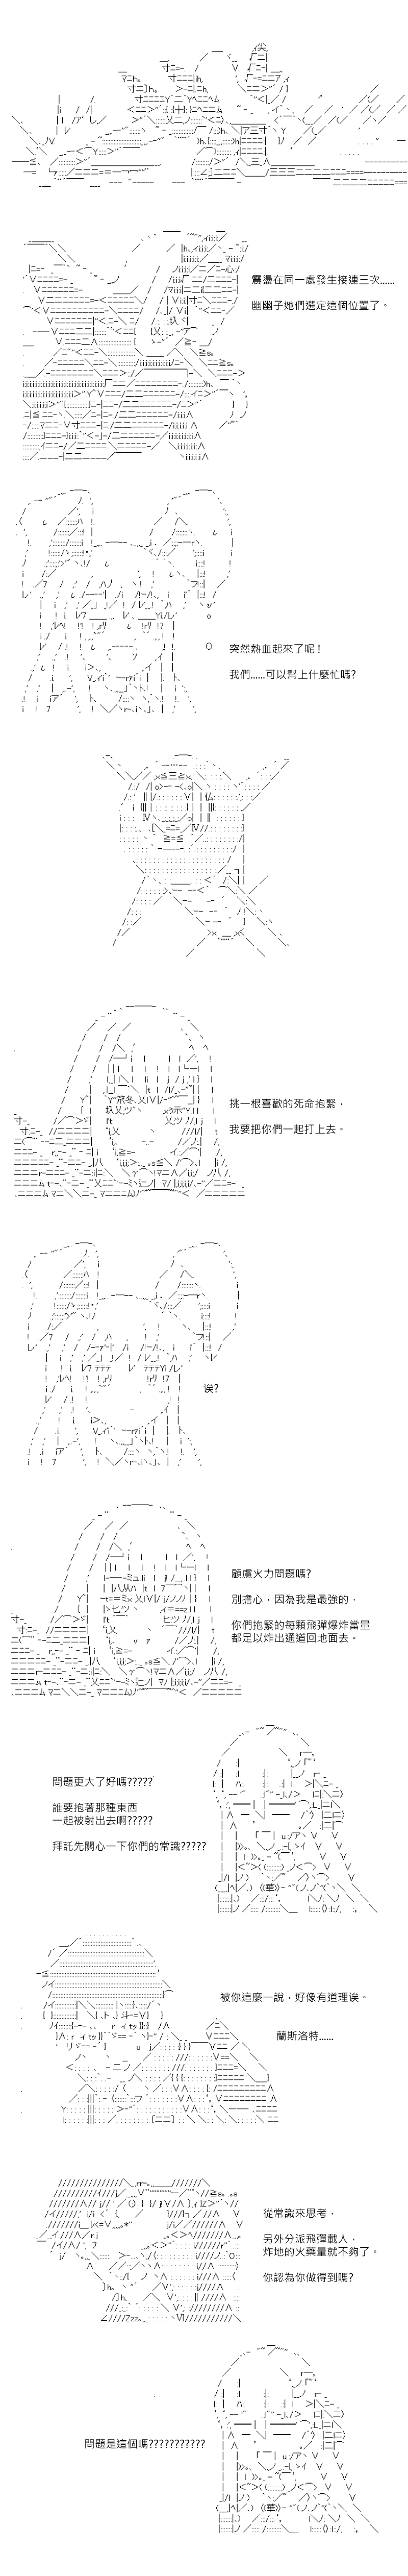 震盪在同一處發生接連三次......
幽幽子她們選定這個位置了。
突然熱血起來了呢!
我們......可以幫上什麼忙嗎?
挑一根喜歡的死命抱緊,
我要把你們一起打上去。
诶?
顧慮火力問題嗎?
別擔心,因為我是最強的,
你們抱緊的每顆飛彈爆炸當量
都足以炸出通道回地面去。
問題更大了好嗎?????
誰要抱著那種東西
一起被射出去啊?????
拜託先關心一下你們的常識?????
被你這麼一說,好像有道理诶。
蘭斯洛特......
從常識來思考,
另外分派飛彈載人,
炸地的火藥量就不夠了。
你認為你做得到嗎?
問題是這個嗎???????????